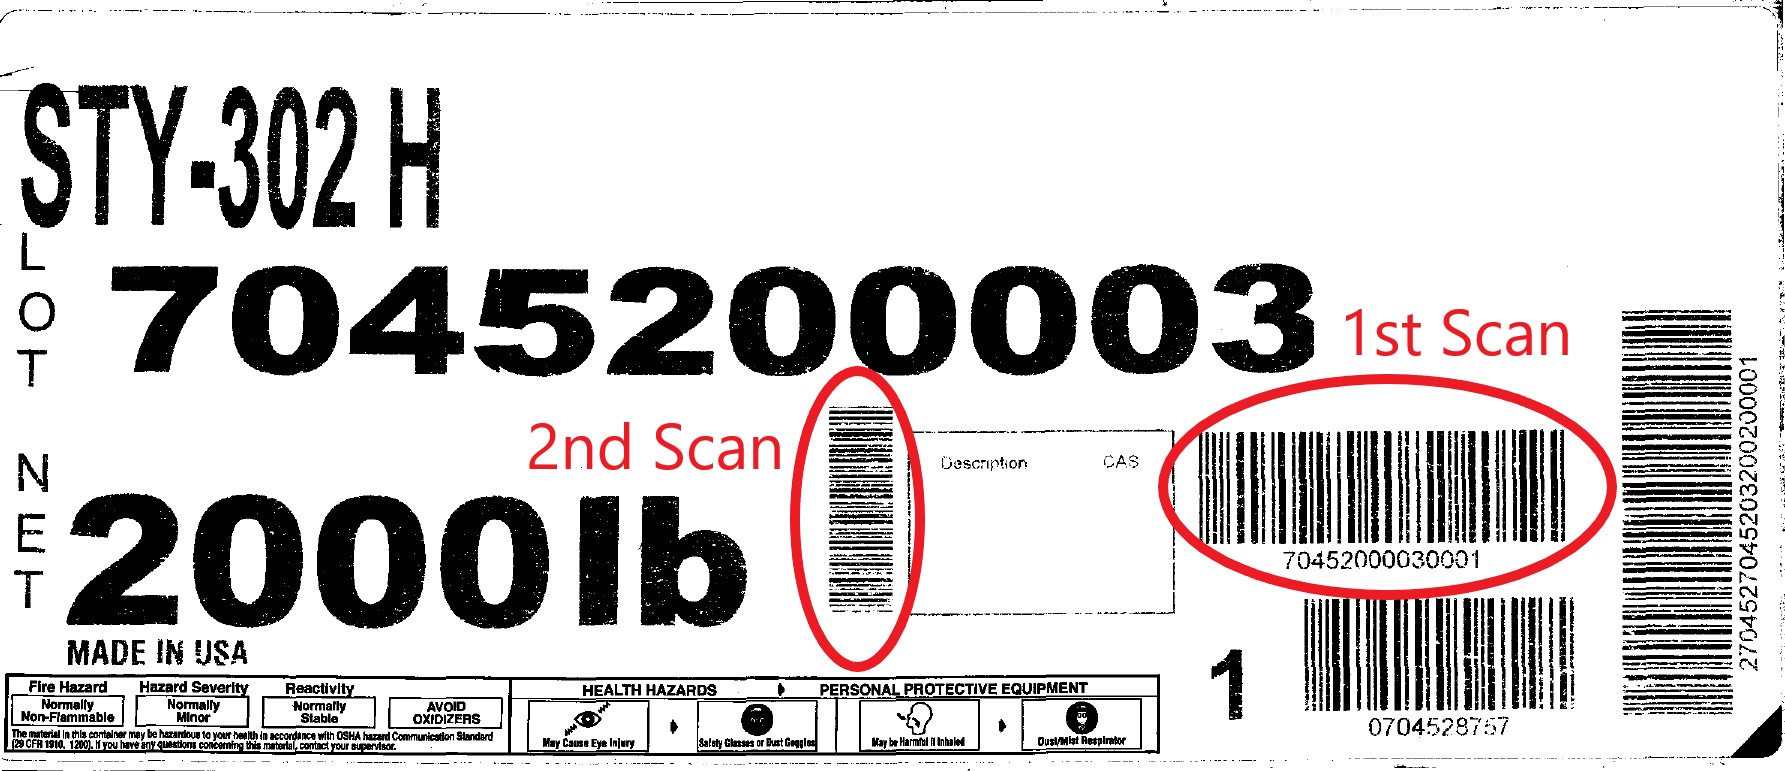 STY-302 H
LOT
7045200003
1st Scan
2nd Scan
Description CAS
70452000030001
NET
2000lb
MADE IN USA
1
0704528757
270452704520320020200001
Fire Hazard
Normally
Non-Flammable
Hazard Severity
Normally
Minor
Reactivity
Normally
Stable
AVOID
OXIDIZERS
The material in this container may be hazardous to your health in accordance with OSHA hazard Communication Standard
(29 CFR 1910. 1200). If you have any questions concerning this material, contact your supervisor.
HEALTH HAZARDS
PERSONAL PROTECTIVE EQUIPMENT
May Cause Eye Injury
Safety Glasses or Dust Goggles
May be Harmful if Inhaled
Dust/Mist Respirator